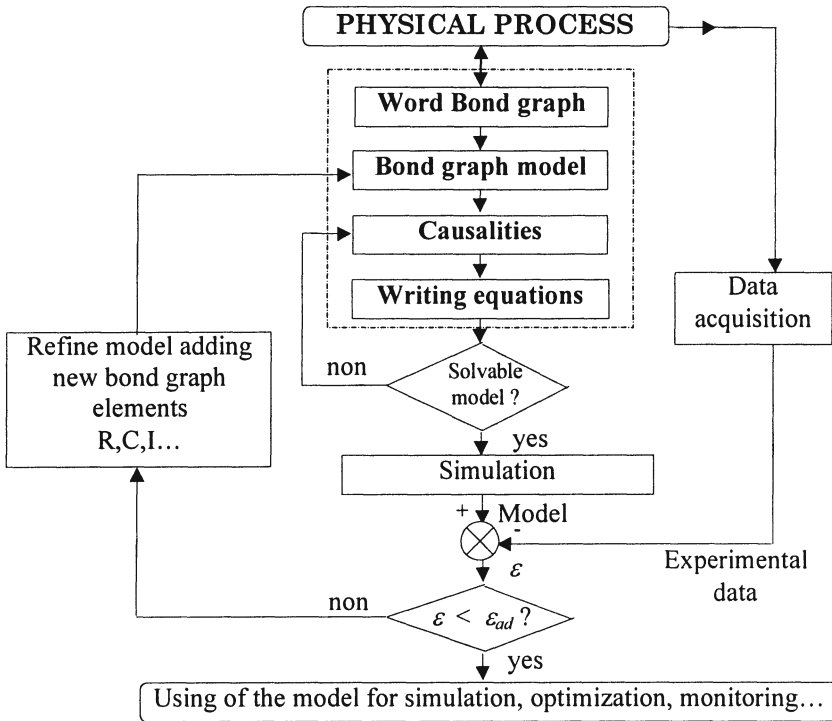 PHYSICAL PROCESS
Word Bond graph
Bond graph model
Causalities
Writing equations
Data
acquisition
Refine model adding
new bond graph
elements
R,C,I...
non
Solvable
model ?
yes
Simulation
+ Model
-
ε
Experimental
data
non
ε < εad ?
yes
Using of the model for simulation, optimization, monitoring...